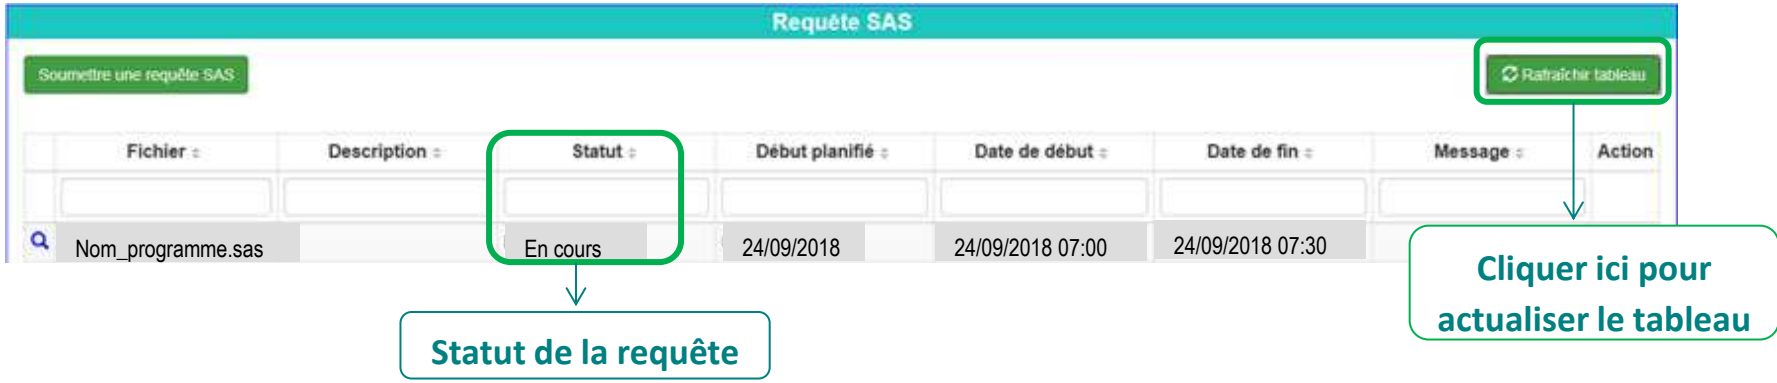 Requête SAS
Soumettre une requête SAS
Rafraîchir tableau
Fichier Description Statut Début planifié Date de début Date de fin Message Action
Nom_programme.sas En cours 24/09/2018 24/09/2018 07:00 24/09/2018 07:30
Cliquer ici pour
actualiser le tableau
Statut de la requête